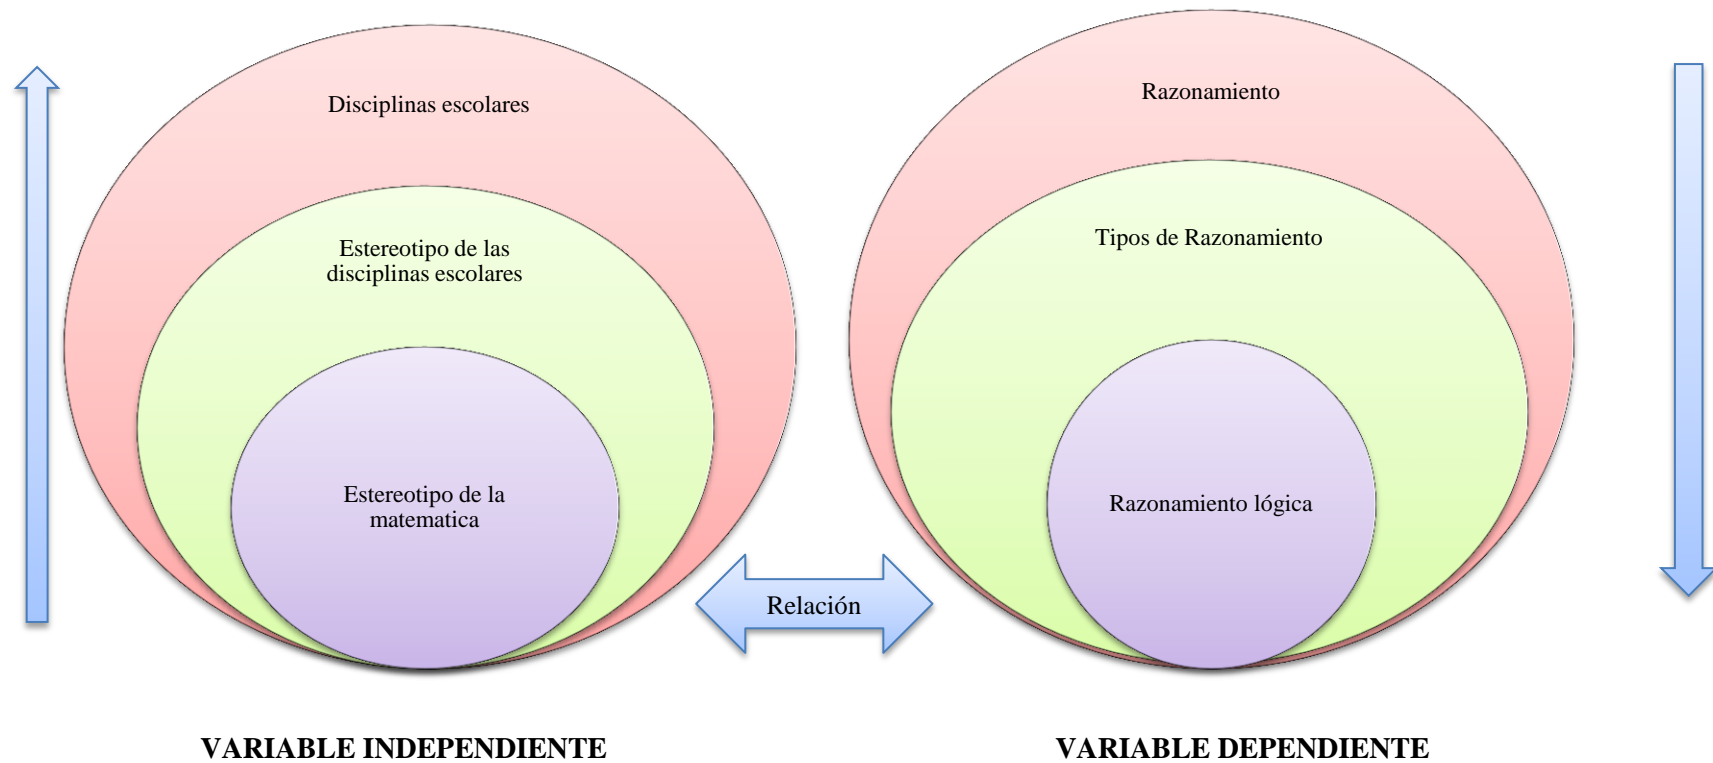 Disciplinas escolares
Estereotipo de las
disciplinas escolares
Estereotipo de la
matematica
Razonamiento
Tipos de Razonamiento
Razonamiento lógica
Relación
VARIABLE INDEPENDIENTE
VARIABLE DEPENDIENTE